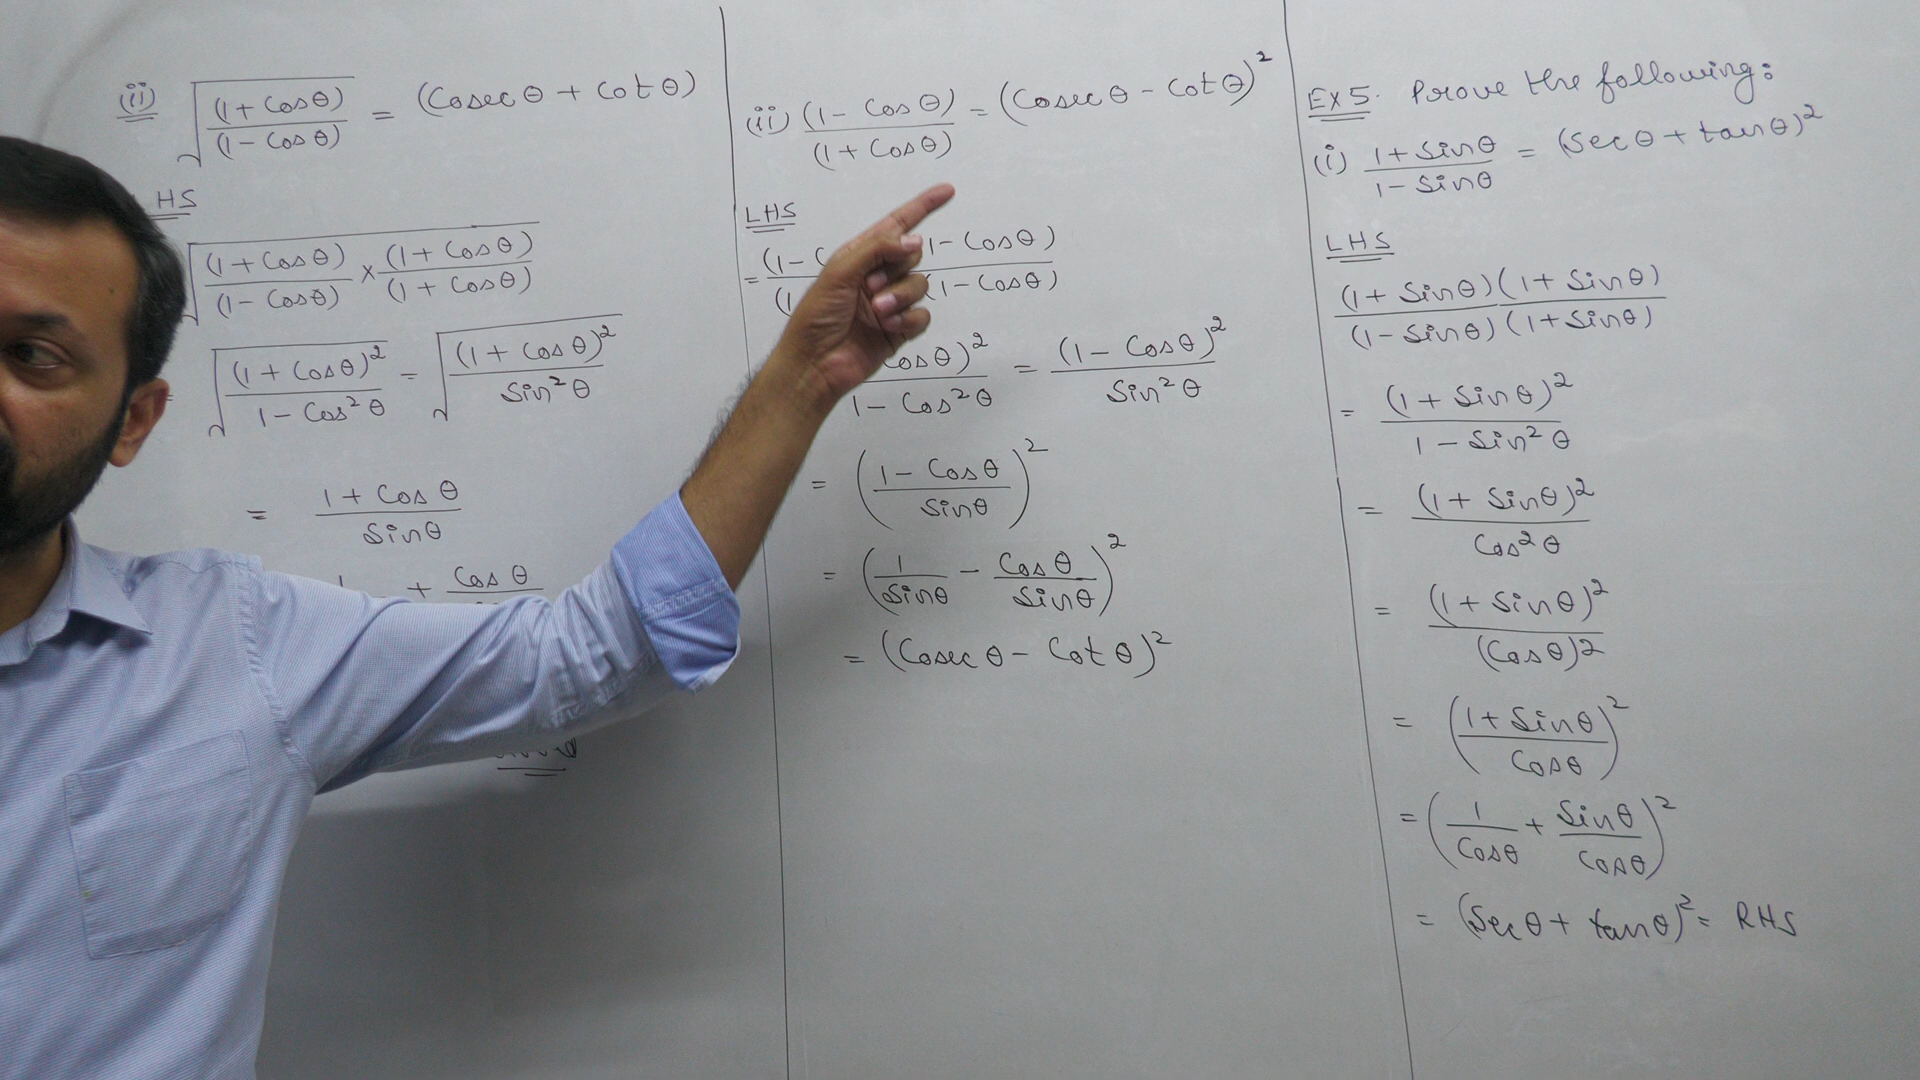 (ii) √((1 + Cosθ)/(1 - Cosθ)) = (Cosecθ + Cotθ)
HS
√((1 + Cosθ)/(1 - Cosθ) × (1 + Cosθ)/(1 + Cosθ))
= √((1 + Cosθ)²/(1 - Cos²θ)) = √((1 + Cosθ)²/Sin²θ)
= (1 + Cosθ)/Sinθ
+ Cosθ
(ii) (1 - Cosθ)/(1 + Cosθ) = (Cosecθ - Cotθ)²
LHS
= (1 - C (1 - Cosθ)/(1 - Cosθ)
Cosθ)²/(1 - Cos²θ) = (1 - Cosθ)²/Sin²θ
= ((1 - Cosθ)/Sinθ)²
= (1/Sinθ - Cosθ/Sinθ)²
= (Cosecθ - Cotθ)²
EX 5. Prove the following:
(i) (1 + Sinθ)/(1 - Sinθ) = (Secθ + tanθ)²
LHS
(1 + Sinθ)(1 + Sinθ)/(1 - Sinθ)(1 + Sinθ)
= (1 + Sinθ)²/(1 - Sin²θ)
= (1 + Sinθ)²/Cos²θ
= (1 + Sinθ)²/(Cosθ)²
= ((1 + Sinθ)/Cosθ)²
= (1/Cosθ + Sinθ/Cosθ)²
= (Secθ + tanθ)² = RHS